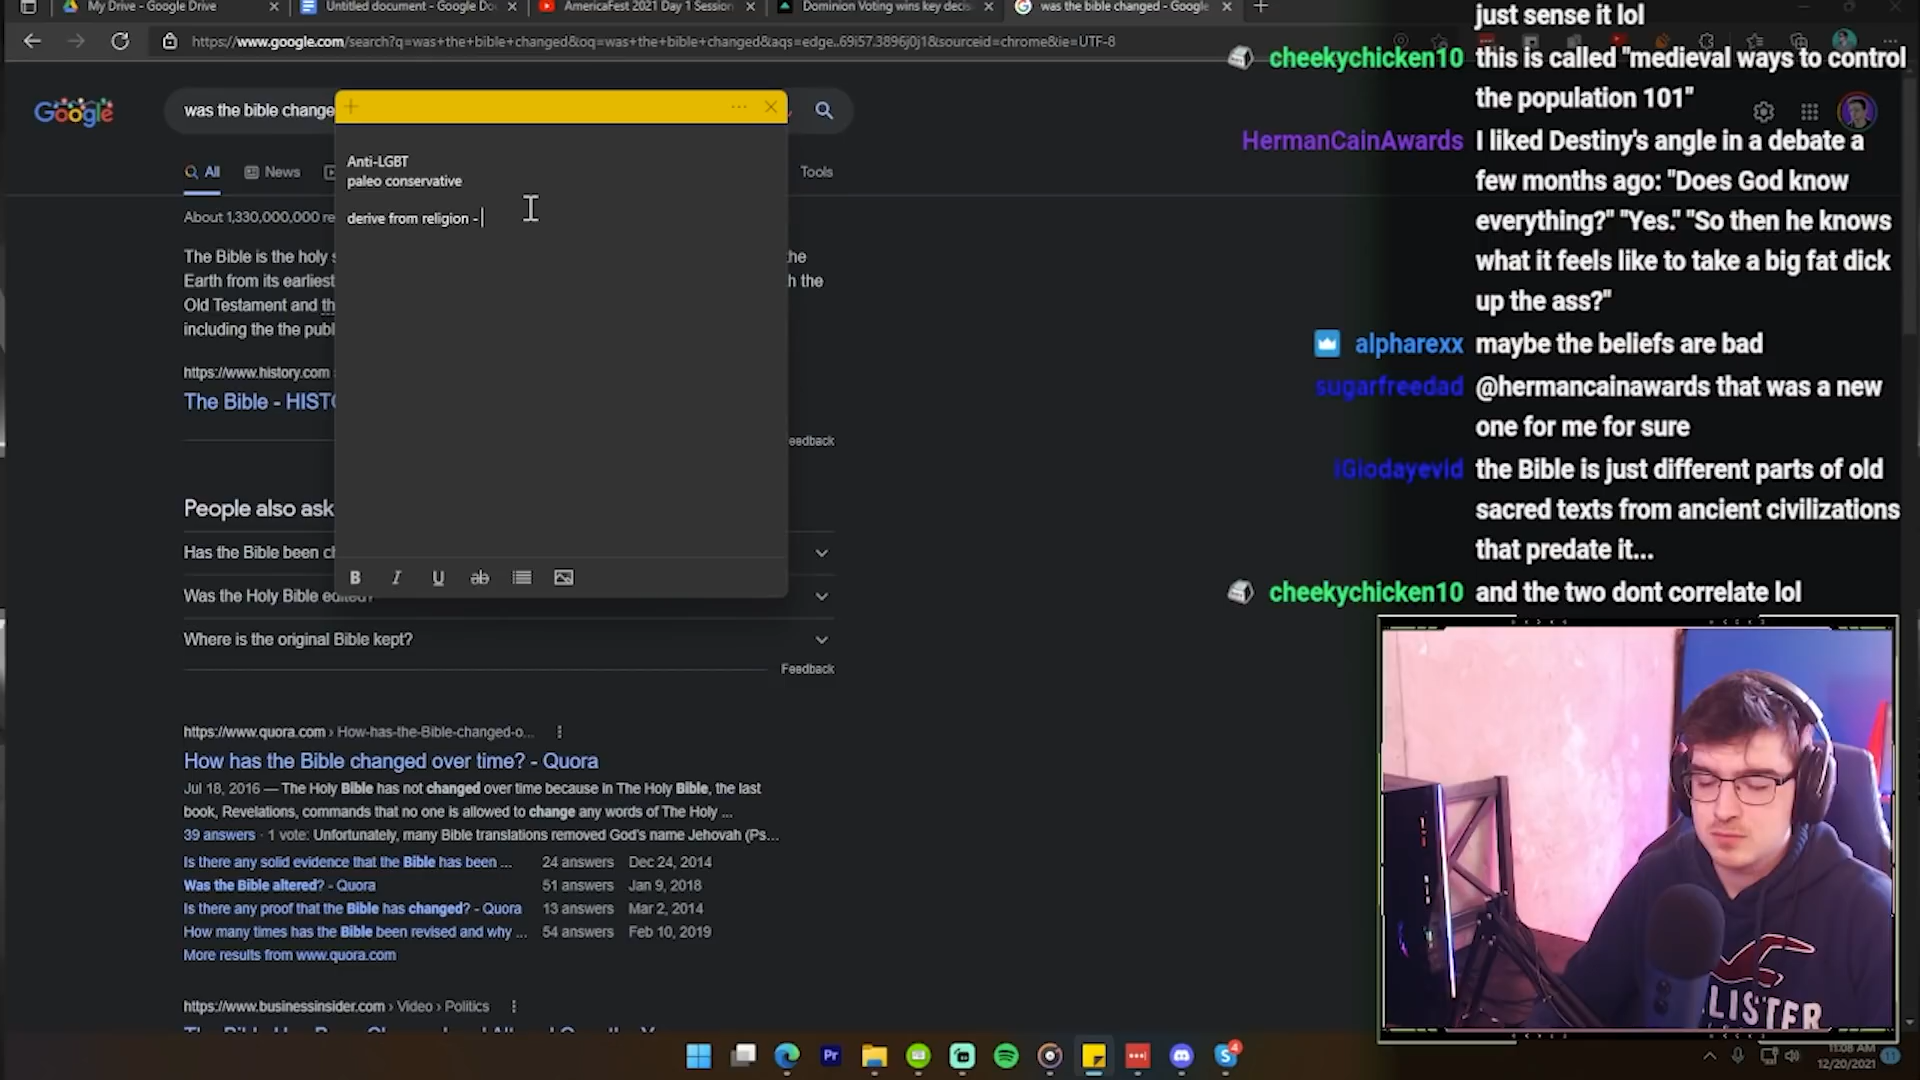 My Drive - Google Drive
Untitled document - Google Do
AmericaFest 2021 Day 1 Session
Dominion Voting wins key decis
was the bible changed - Google
https://www.google.com/search?q=was+the+bible+changed&oq=was+the+bible+changed&aqs=edge..69i57.3896j0j1&sourceid=chrome&ie=UTF-8
Google
was the bible change
All
News
Tools
About 1,330,000,000 re
The Bible is the holy s
the
Earth from its earliest
h the
Old Testament and th
including the the publ
https://www.history.com
The Bible - HISTO
eedback
People also ask
Has the Bible been ch
Was the Holy Bible edited?
Where is the original Bible kept?
Feedback
https://www.quora.com › How-has-the-Bible-changed-o...
How has the Bible changed over time? - Quora
Jul 18, 2016 — The Holy Bible has not changed over time because in The Holy Bible, the last
book, Revelations, commands that no one is allowed to change any words of The Holy ...
39 answers · 1 vote: Unfortunately, many Bible translations removed God's name Jehovah (Ps...
Is there any solid evidence that the Bible has been ... 24 answers Dec 24, 2014
Was the Bible altered? - Quora 51 answers Jan 9, 2018
Is there any proof that the Bible has changed? - Quora 13 answers Mar 2, 2014
How many times has the Bible been revised and why ... 54 answers Feb 10, 2019
More results from www.quora.com
https://www.businessinsider.com › Video › Politics
Anti-LGBT
paleo conservative
derive from religion -
B I U ab
just sense it lol
cheekychicken10 this is called "medieval ways to control
the population 101"
HermanCainAwards I liked Destiny's angle in a debate a
few months ago: "Does God know
everything?" "Yes." "So then he knows
what it feels like to take a big fat dick
up the ass?"
alpharexx maybe the beliefs are bad
sugarfreedad @hermancainawards that was a new
one for me for sure
iGiodayevid the Bible is just different parts of old
sacred texts from ancient civilizations
that predate it...
cheekychicken10 and the two dont correlate lol
LLISTER
Pr
4
11:08 AM
12/20/2021